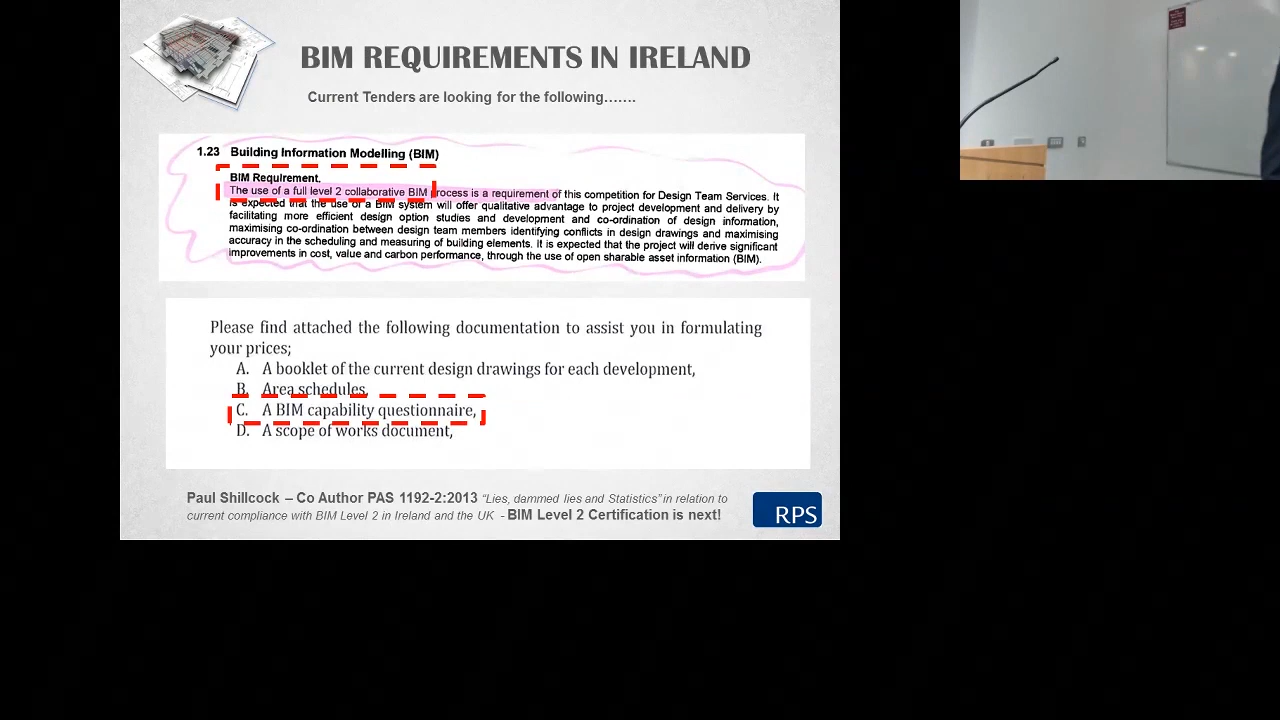 BIM REQUIREMENTS IN IRELAND
Current Tenders are looking for the following.......
1.23 Building Information Modelling (BIM)
BIM Requirement.
The use of a full level 2 collaborative BIM process is a requirement of this competition for Design Team Services. It
is expected that the use of a BIM system will offer qualitative advantage to project development and delivery by
facilitating more efficient design option studies and development and co-ordination of design information,
maximising co-ordination between design team members identifying conflicts in design drawings and maximising
accuracy in the scheduling and measuring of building elements. It is expected that the project will derive significant
improvements in cost, value and carbon performance, through the use of open sharable asset information (BIM).
Please find attached the following documentation to assist you in formulating
your prices;
A. A booklet of the current design drawings for each development,
B. Area schedules,
C. A BIM capability questionnaire,
D. A scope of works document,
Paul Shillcock – Co Author PAS 1192-2:2013 “Lies, dammed lies and Statistics” in relation to
current compliance with BIM Level 2 in Ireland and the UK - BIM Level 2 Certification is next!
RPS